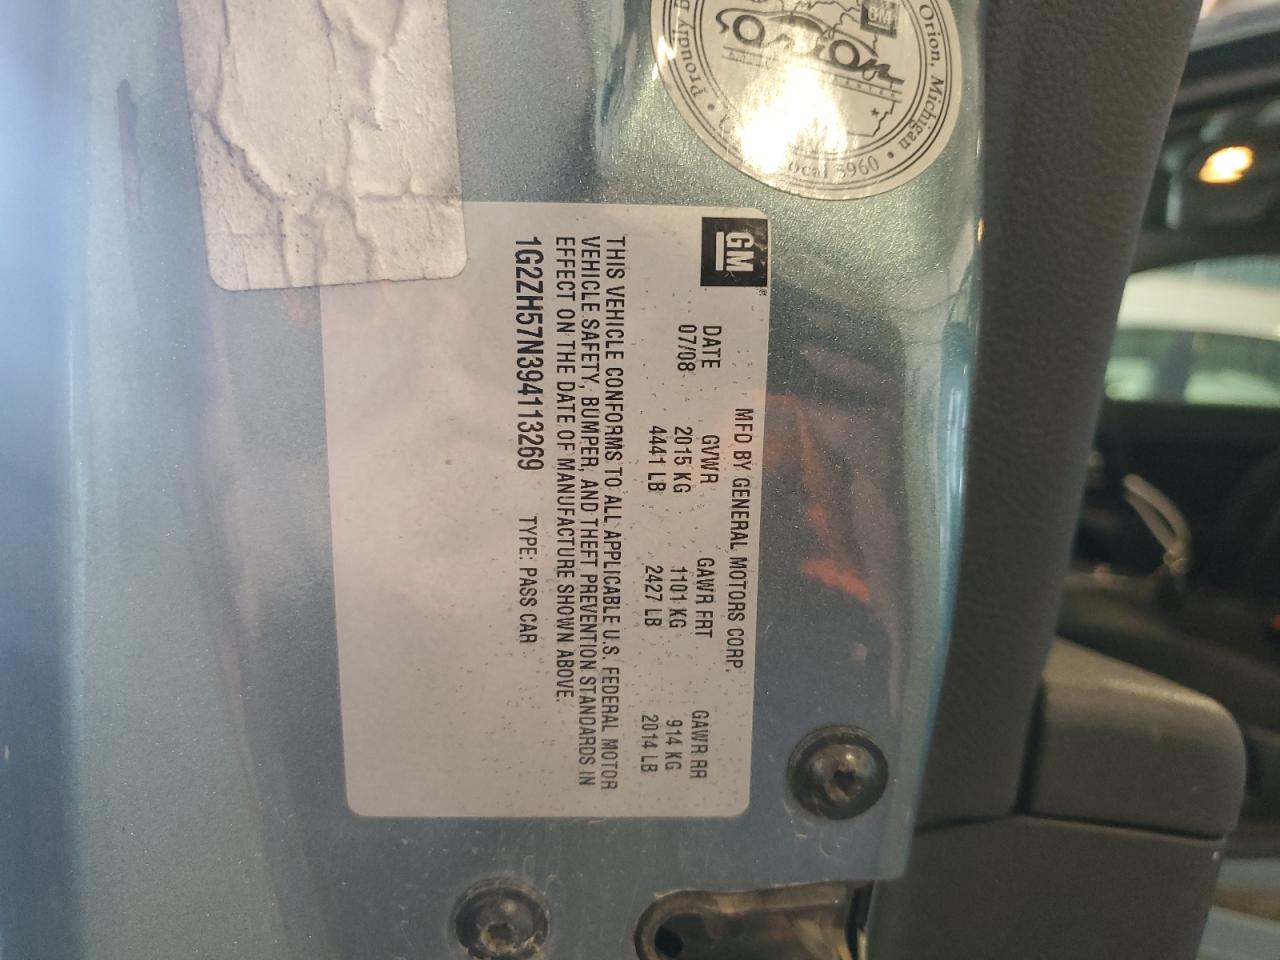 Orion, Michigan
GM
Orion
Proudly B
Local 5960
GM
MFD BY GENERAL MOTORS CORP.
DATE GVWR GAWR FRT GAWR RR
07/08 2015 KG 1101 KG 914 KG
4441 LB 2427 LB 2014 LB
THIS VEHICLE CONFORMS TO ALL APPLICABLE U.S. FEDERAL MOTOR
VEHICLE SAFETY, BUMPER, AND THEFT PREVENTION STANDARDS IN
EFFECT ON THE DATE OF MANUFACTURE SHOWN ABOVE.
1G2ZH57N394113269 TYPE: PASS CAR